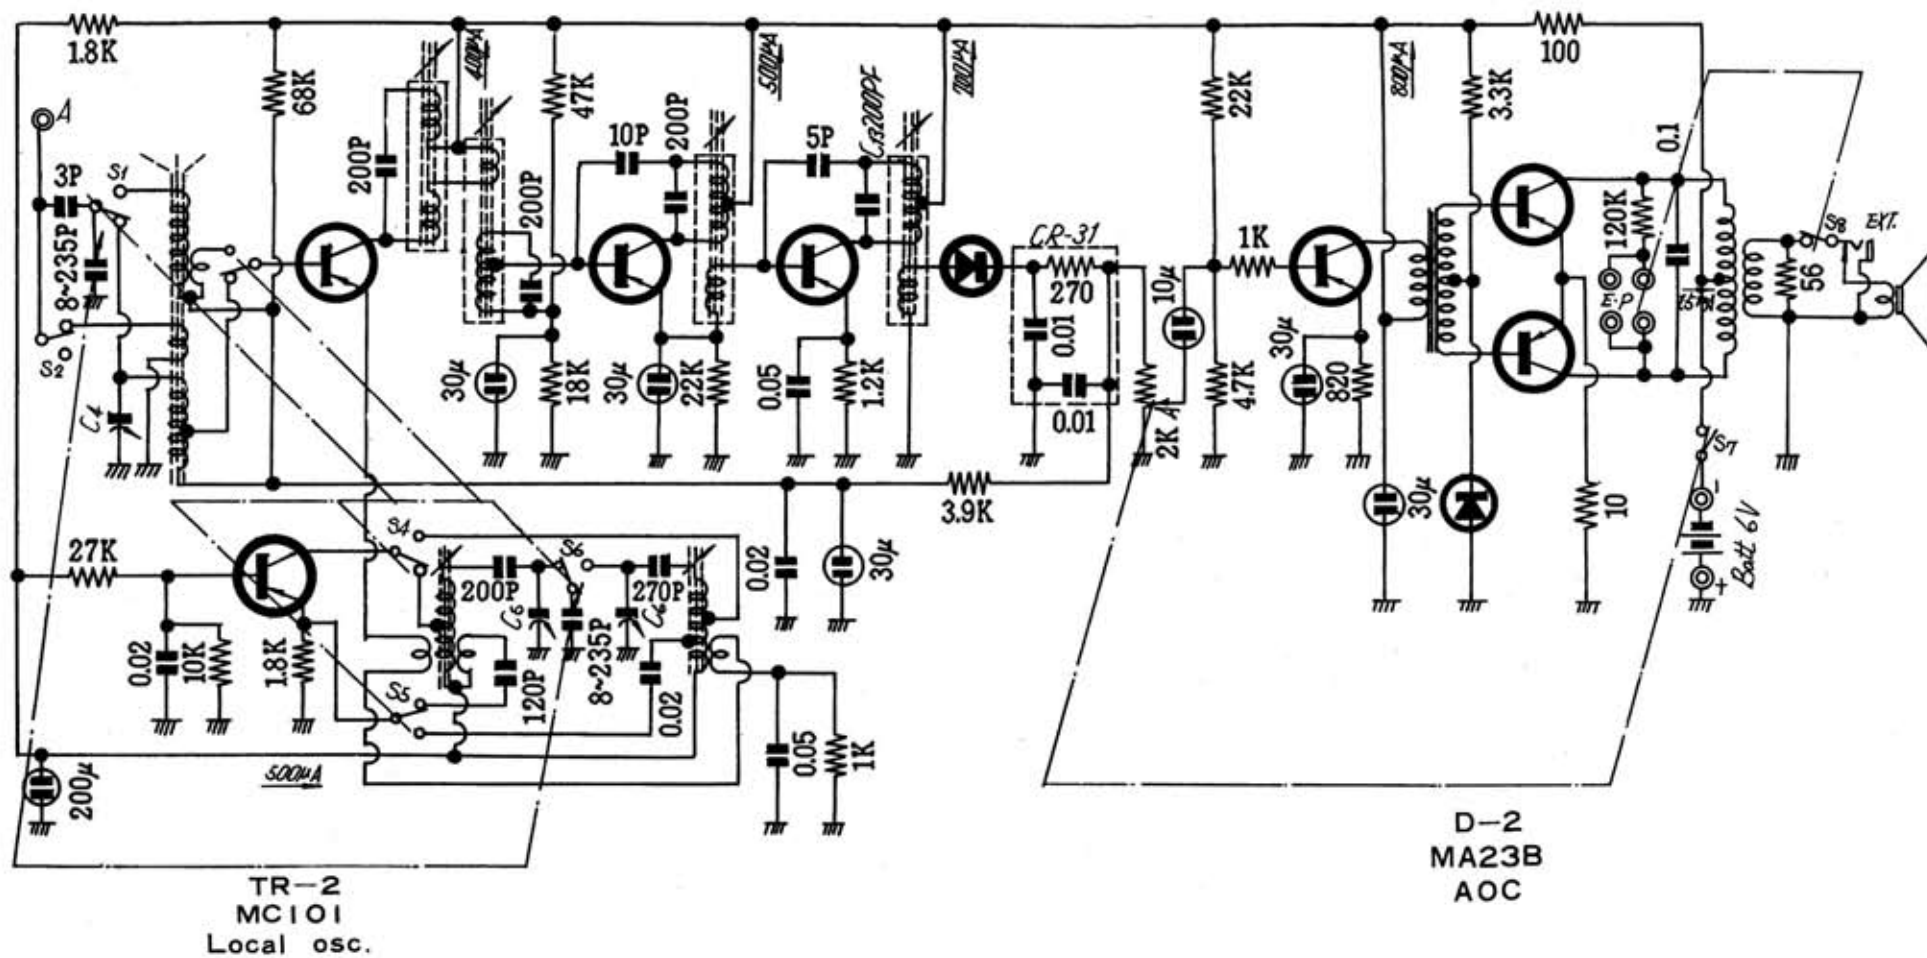 1.8K
100
A
68K
400μA
47K
500μA
22K
800μA
3.3K
200P
10P
200P
5P
C3 200PF
0.1
3P
S1
200P
CR-31
1K
120K
S8
EXT.
8~235P
270
10μ
E.P
56
S2
0.01
30μ
30μ
18K
30μ
22K
0.05
1.2K
0.01
2K A
4.7K
820
C4
S7
3.9K
30μ
10
-
Batt 6V
+
27K
S4
S6
200P
270P
0.02
30μ
C5
C6
0.02
10K
1.8K
S5
120P
8~235P
0.02
0.05
1K
500μA
200μ
TR-2
MC101
Local osc.
D-2
MA23B
AOC